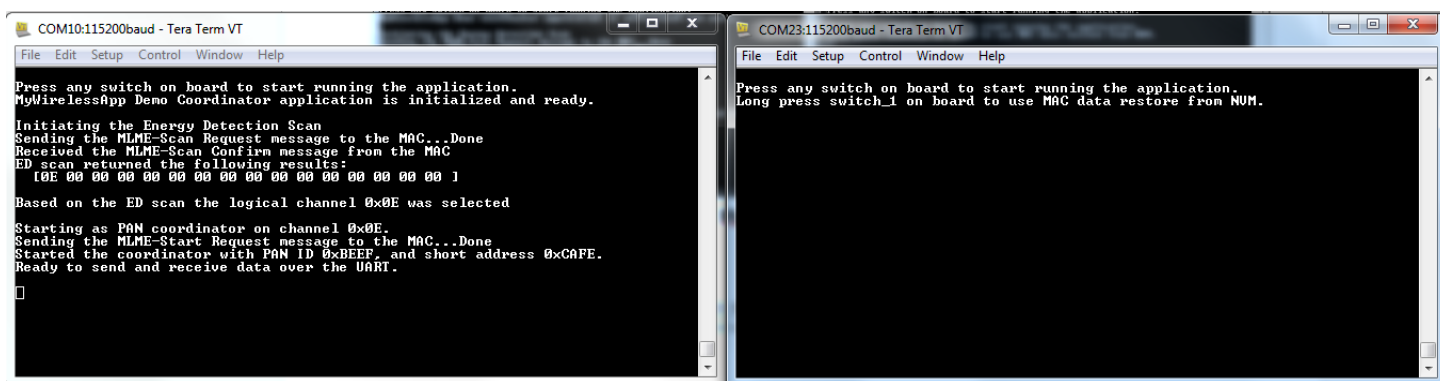 COM10:115200baud - Tera Term VT
File Edit Setup Control Window Help
Press any switch on board to start running the application.
MyWirelessApp Demo Coordinator application is initialized and ready.
Initiating the Energy Detection Scan
Sending the MLME-Scan Request message to the MAC...Done
Received the MLME-Scan Confirm message from the MAC
ED scan returned the following results:
[0E 00 00 00 00 00 00 00 00 00 00 00 00 00 00 00 ]
Based on the ED scan the logical channel 0x0E was selected
Starting as PAN coordinator on channel 0x0E.
Sending the MLME-Start Request message to the MAC...Done
Started the coordinator with PAN ID 0xBEEF, and short address 0xCAFE.
Ready to send and receive data over the UART.
COM23:115200baud - Tera Term VT
File Edit Setup Control Window Help
Press any switch on board to start running the application.
Long press switch_1 on board to use MAC data restore from NVM.